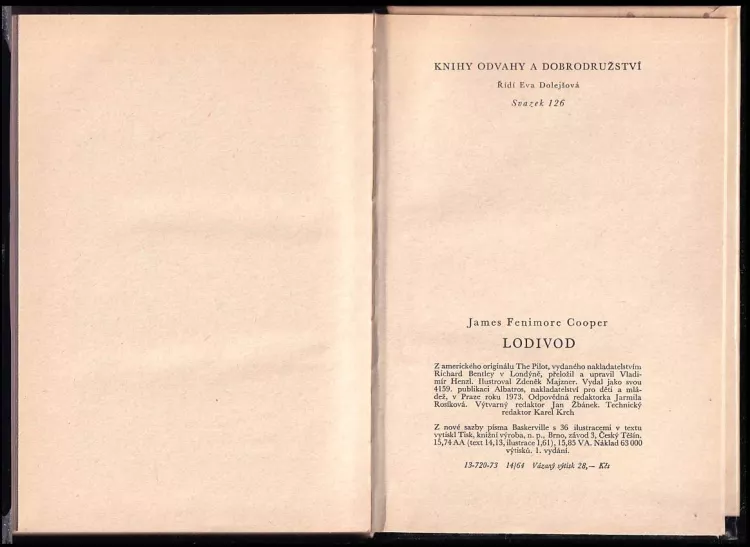 KNIHY ODVAHY A DOBRODRUŽSTVÍ
Řídí Eva Dolejšová
Svazek 126
James Fenimore Cooper
LODIVOD
Z amerického originálu The Pilot, vydaného nakladatelstvím
Richard Bentley v Londýně, přeložil a upravil Vladi-
mír Henzl. Ilustroval Zdeněk Majzner. Vydal jako svou
4159. publikaci Albatros, nakladatelství pro děti a mlá-
dež, v Praze roku 1973. Odpovědná redaktorka Jarmila
Rosíková. Výtvarný redaktor Jan Žbánek. Technický
redaktor Karel Krch
Z nové sazby písma Baskerville s 36 ilustracemi v textu
vytiskl Tisk, knižní výroba, n. p., Brno, závod 3, Český Těšín.
15,74 AA (text 14,13, ilustrace 1,61), 15,85 VA. Náklad 63 000
výtisků. 1. vydání.
13-720-73 14/64 Vázaný výtisk 28,— Kčs